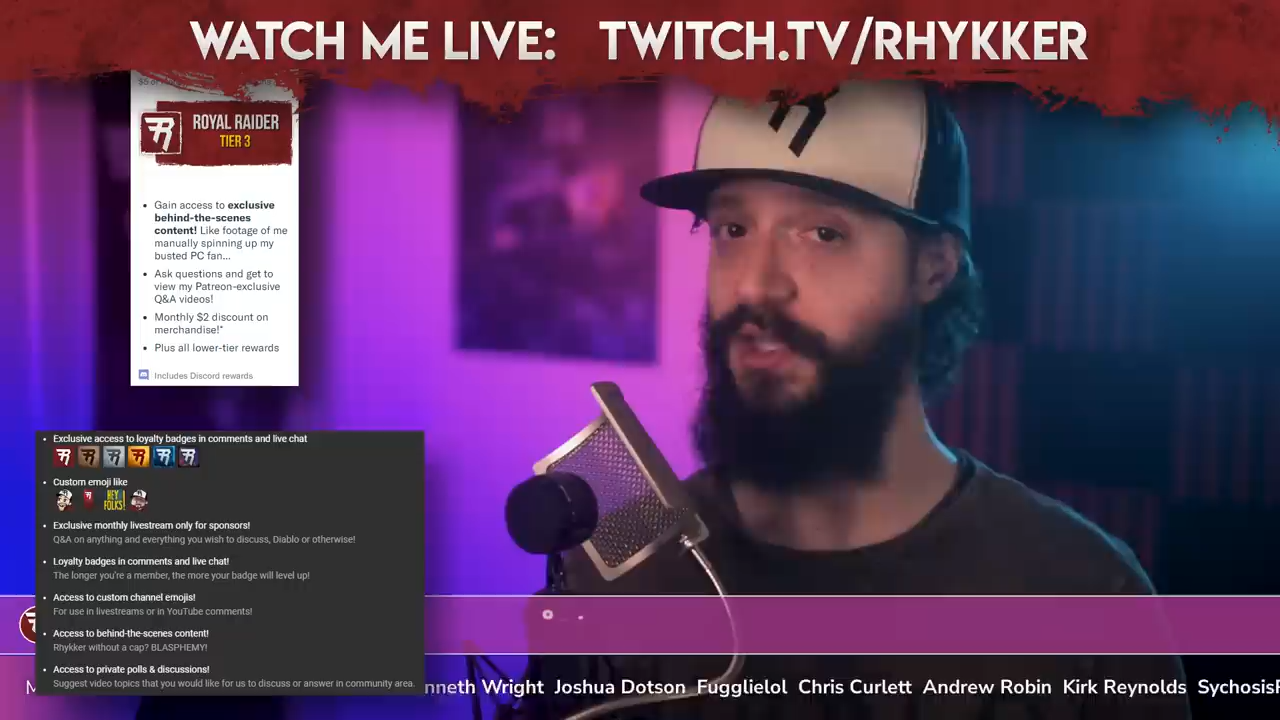 WATCH ME LIVE: TWITCH.TV/RHYKKER
ROYAL RAIDER
TIER 3
• Gain access to exclusive
behind-the-scenes
content! Like footage of me
manually spinning up my
busted PC fan...
• Ask questions and get to
view my Patreon-exclusive
Q&A videos!
• Monthly $2 discount on
merchandise!*
• Plus all lower-tier rewards
Includes Discord rewards
• Exclusive access to loyalty badges in comments and live chat
• Custom emoji like
HEY
FOLKS!
• Exclusive monthly livestream only for sponsors!
Q&A on anything and everything you wish to discuss, Diablo or otherwise!
• Loyalty badges in comments and live chat!
The longer you're a member, the more your badge will level up!
• Access to custom channel emojis!
For use in livestreams or in YouTube comments!
• Access to behind-the-scenes content!
Rhykker without a cap? BLASPHEMY!
• Access to private polls & discussions!
Suggest video topics that you would like for us to discuss or answer in community area.
nneth Wright Joshua Dotson Fugglielol Chris Curlett Andrew Robin Kirk Reynolds Sychosis